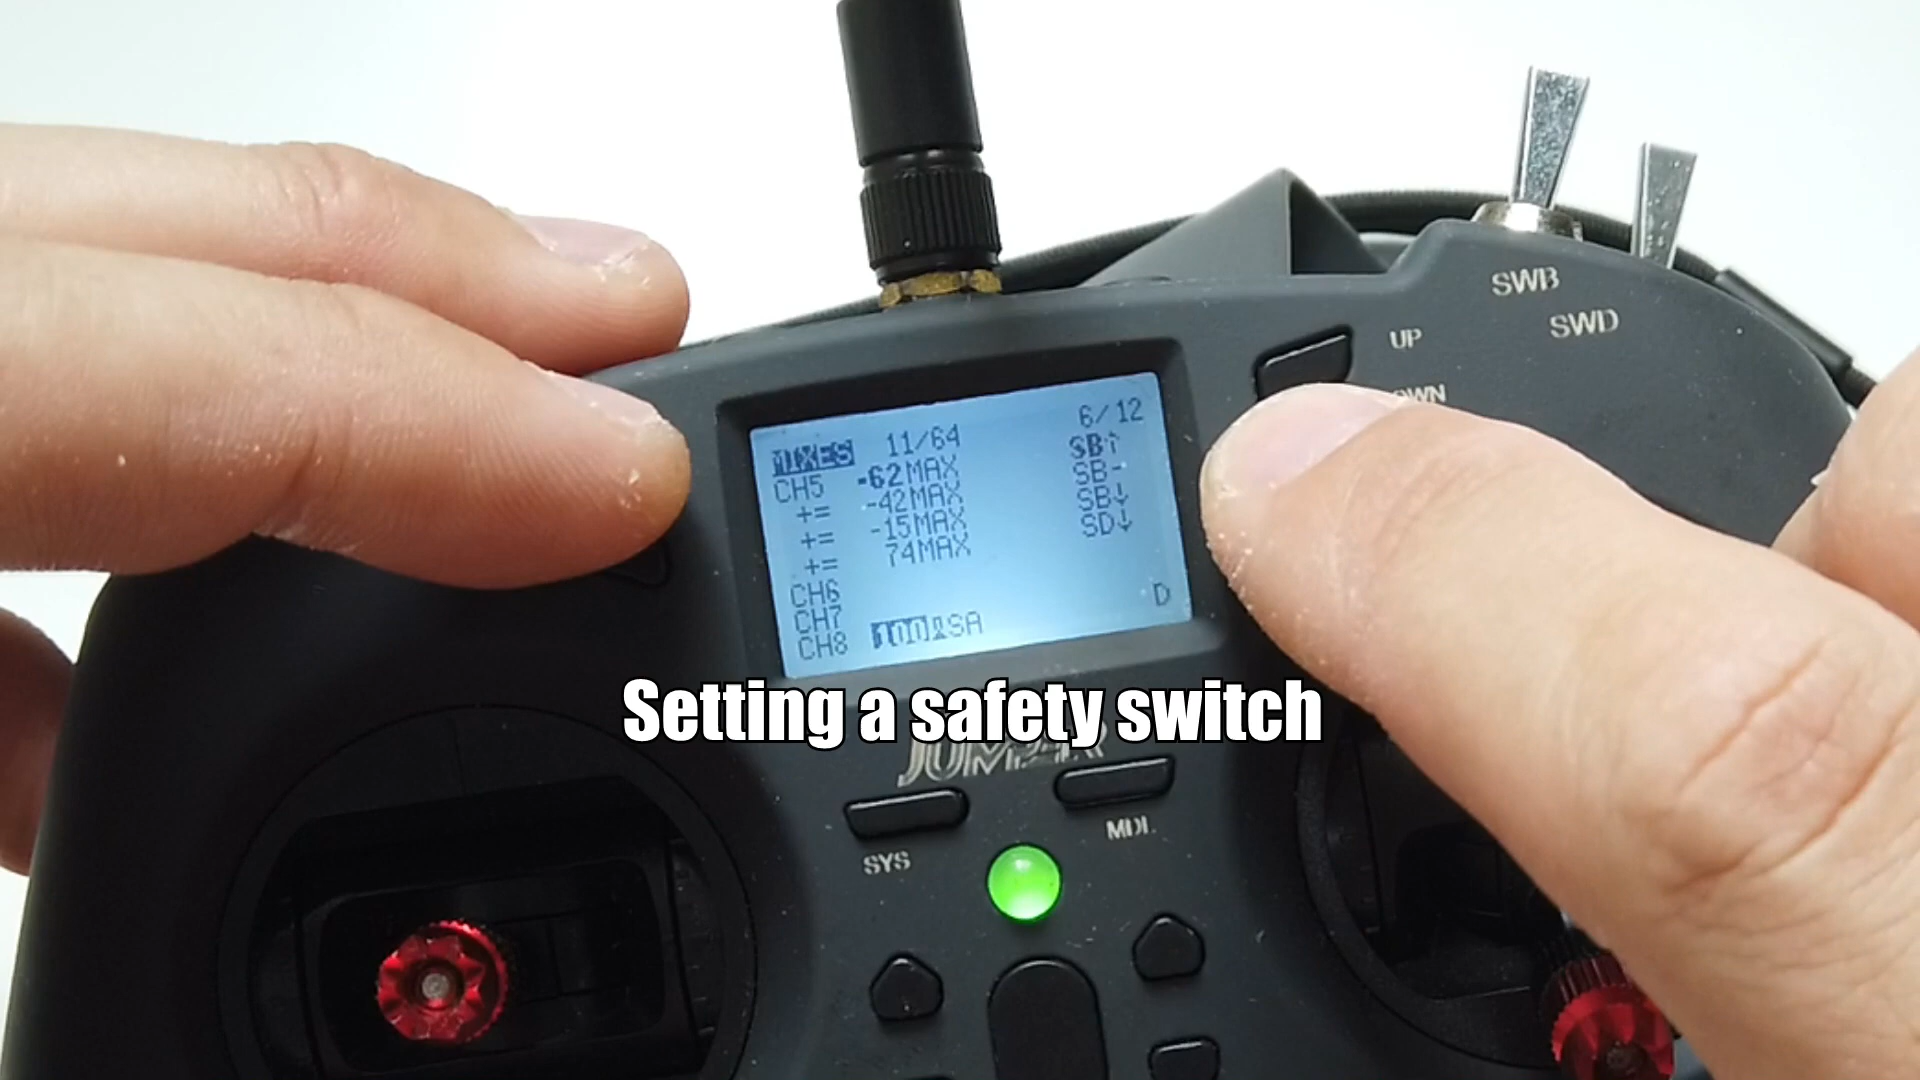 SWB
SWD
UP
MIXES 11/64 6/12
CH5 -62MAX SB↑
+= -42MAX SB-
+= -15MAX SB↓
+= 74MAX SD↓
CH6
CH7 D
CH8 100 SA
Setting a safety switch
JUMPER
SYS
MDL